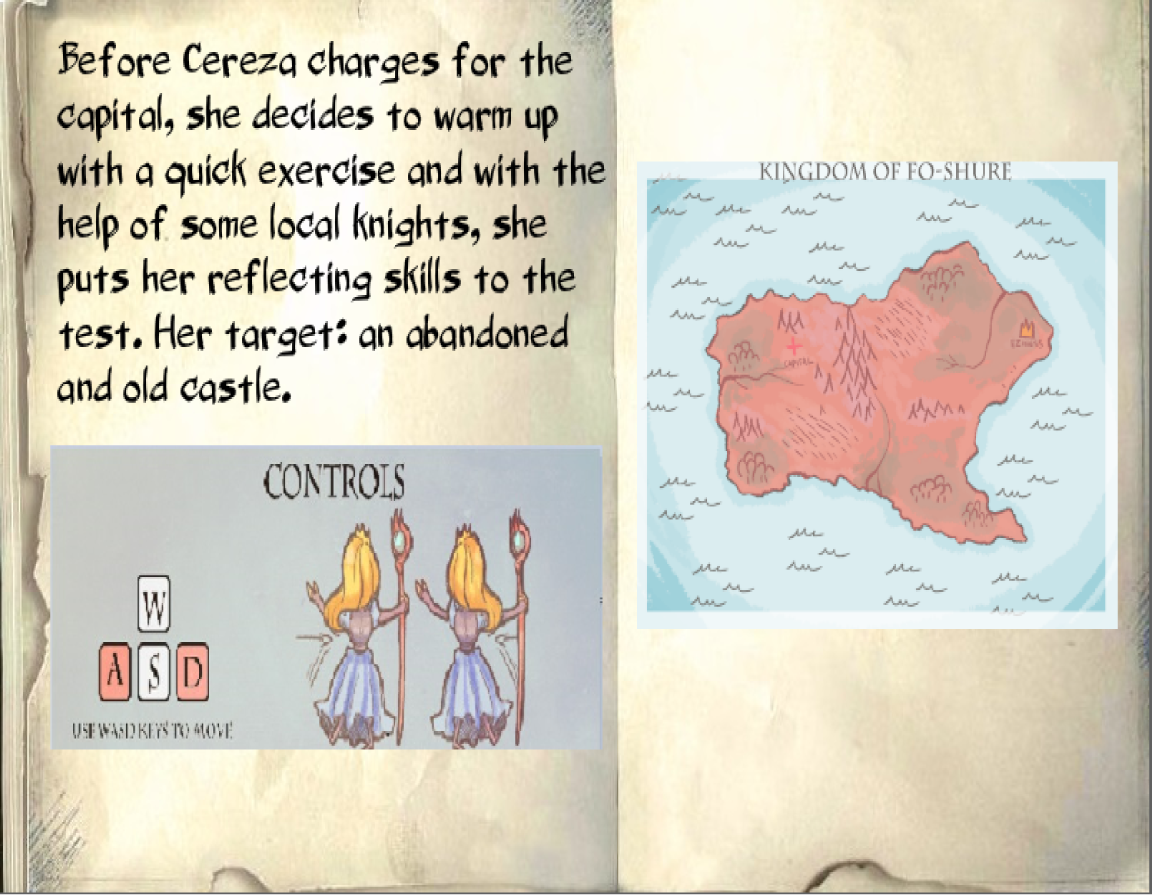 Before Cereza charges for the
capital, she decides to warm up
with a quick exercise and with the
help of some local knights, she
puts her reflecting skills to the
test. Her target: an abandoned
and old castle.
CONTROLS
W
A S D
USE WASD KEYS TO MOVE
KINGDOM OF FO-SHURE
CAPITAL